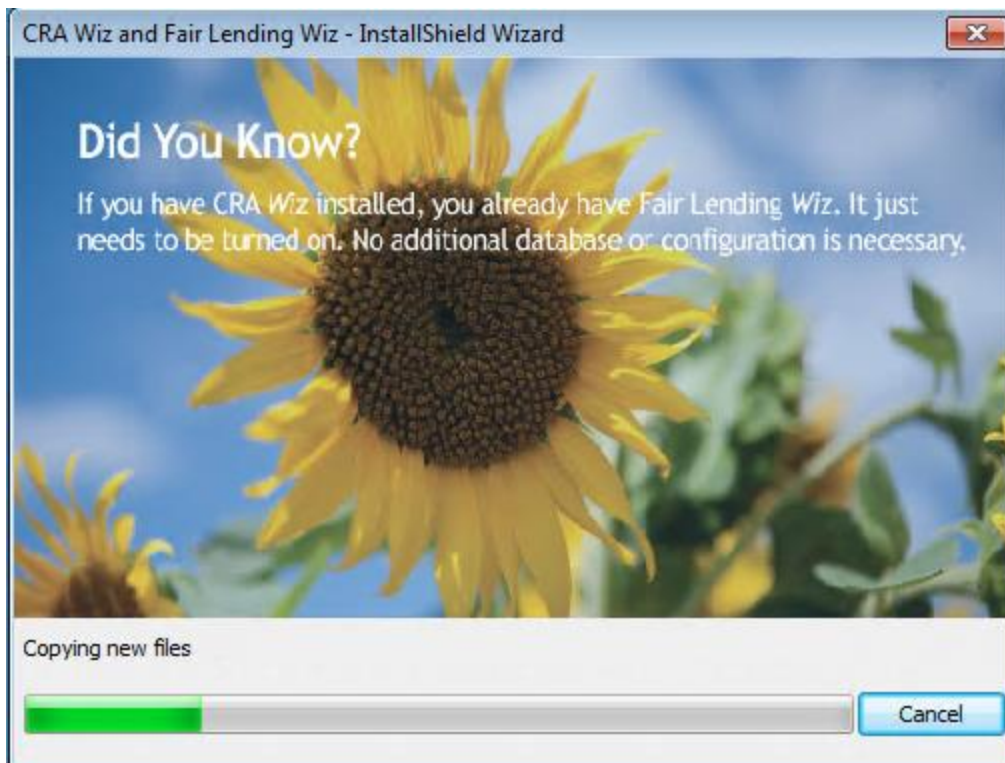 CRA Wiz and Fair Lending Wiz - InstallShield Wizard
Did You Know?
If you have CRA Wiz installed, you already have Fair Lending Wiz. It just
needs to be turned on. No additional database or configuration is necessary.
Copying new files
Cancel